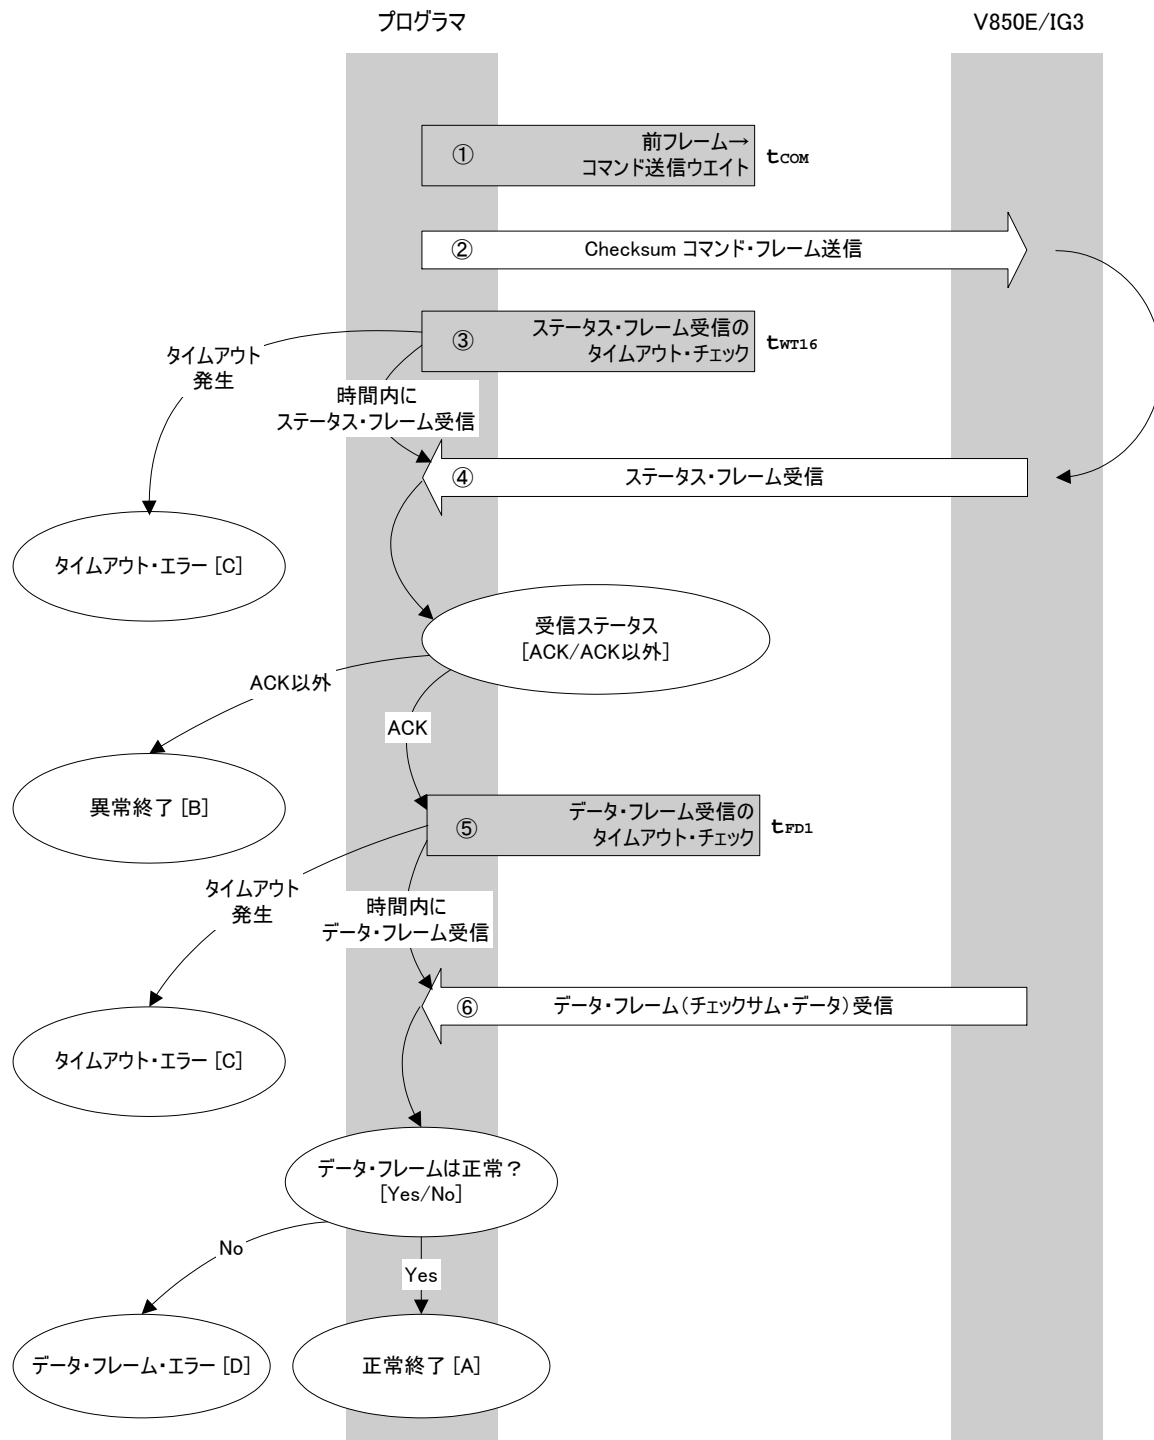 プログラマ
V850E/IG3
① 前フレーム→
コマンド送信ウエイト
tCOM
② Checksum コマンド・フレーム送信
③ ステータス・フレーム受信の
タイムアウト・チェック
tWT16
タイムアウト
発生
時間内に
ステータス・フレーム受信
④ ステータス・フレーム受信
タイムアウト・エラー [C]
受信ステータス
[ACK/ACK以外]
ACK以外
ACK
異常終了 [B]
⑤ データ・フレーム受信の
タイムアウト・チェック
tFD1
タイムアウト
発生
時間内に
データ・フレーム受信
⑥ データ・フレーム(チェックサム・データ)受信
タイムアウト・エラー [C]
データ・フレームは正常?
[Yes/No]
No
Yes
データ・フレーム・エラー [D]
正常終了 [A]